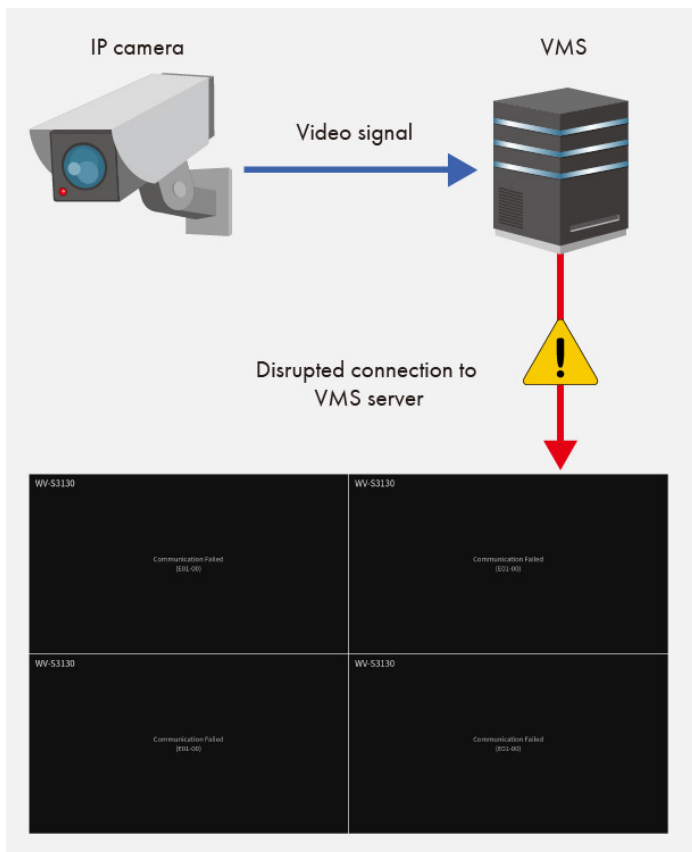 IP camera
VMS
Video signal
Disrupted connection to
VMS server
WV-S3130
WV-S3130
Communication Failed
(E01-00)
Communication Failed
(E01-00)
WV-S3130
WV-S3130
Communication Failed
(E01-00)
Communication Failed
(E01-00)